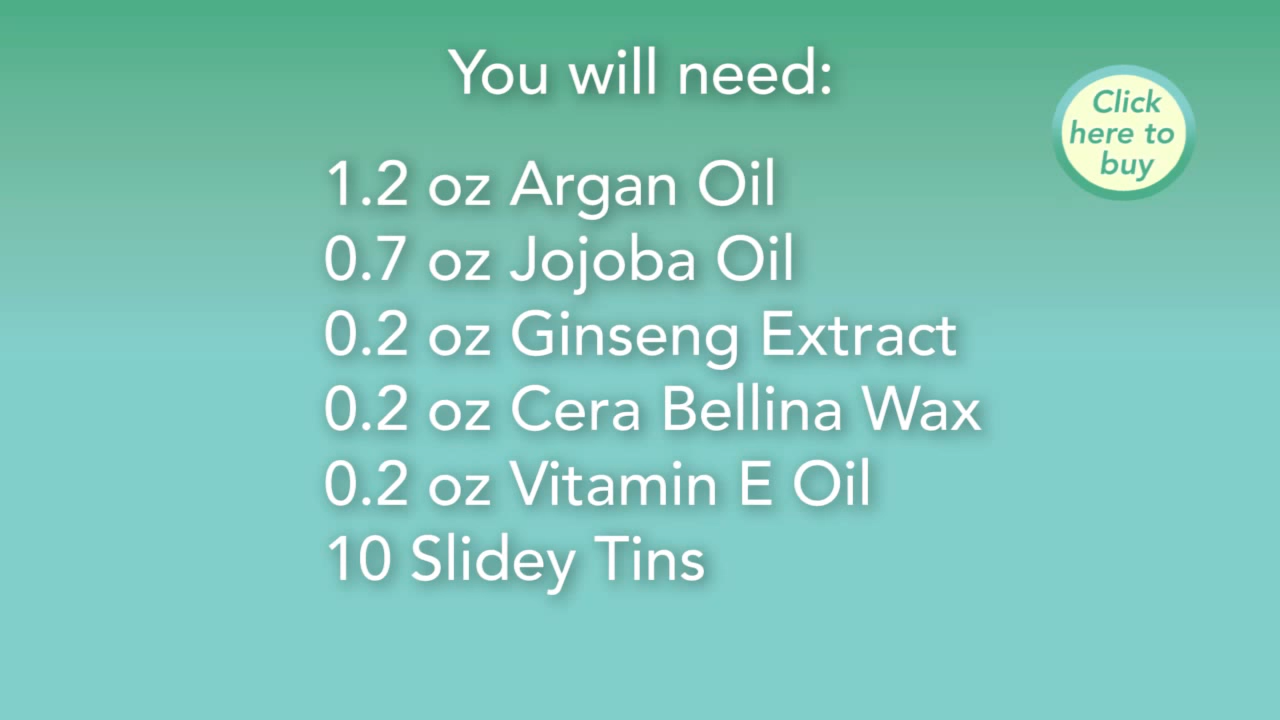 You will need:
Click
here to
buy
1.2 oz Argan Oil
0.7 oz Jojoba Oil
0.2 oz Ginseng Extract
0.2 oz Cera Bellina Wax
0.2 oz Vitamin E Oil
10 Slidey Tins